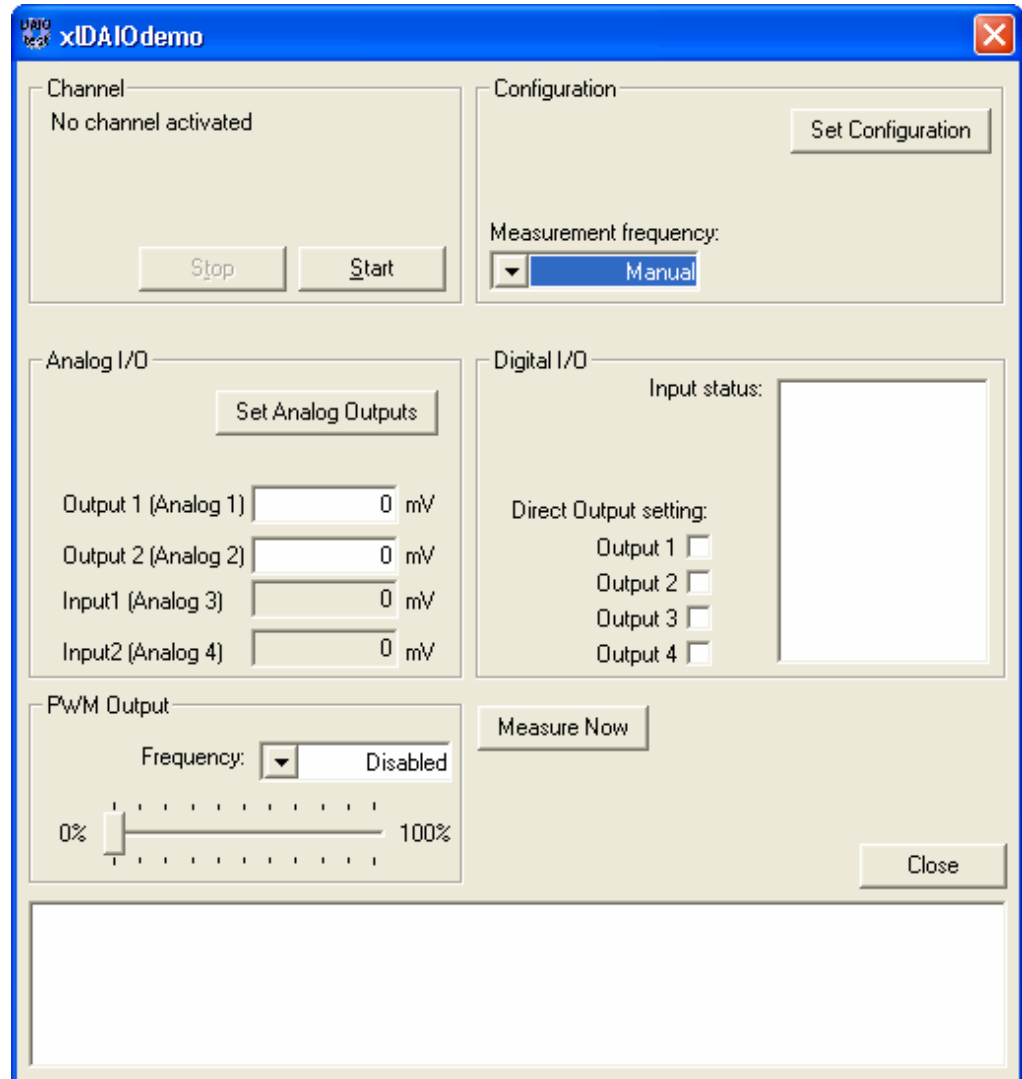 DAIO
test
xlDAIOdemo
Channel
No channel activated
Stop
Start
Configuration
Set Configuration
Measurement frequency:
Manual
Analog I/O
Set Analog Outputs
Output 1 (Analog 1) 0 mV
Output 2 (Analog 2) 0 mV
Input1 (Analog 3) 0 mV
Input2 (Analog 4) 0 mV
Digital I/O
Input status:
Direct Output setting:
Output 1
Output 2
Output 3
Output 4
PWM Output
Frequency: Disabled
0% 100%
Measure Now
Close